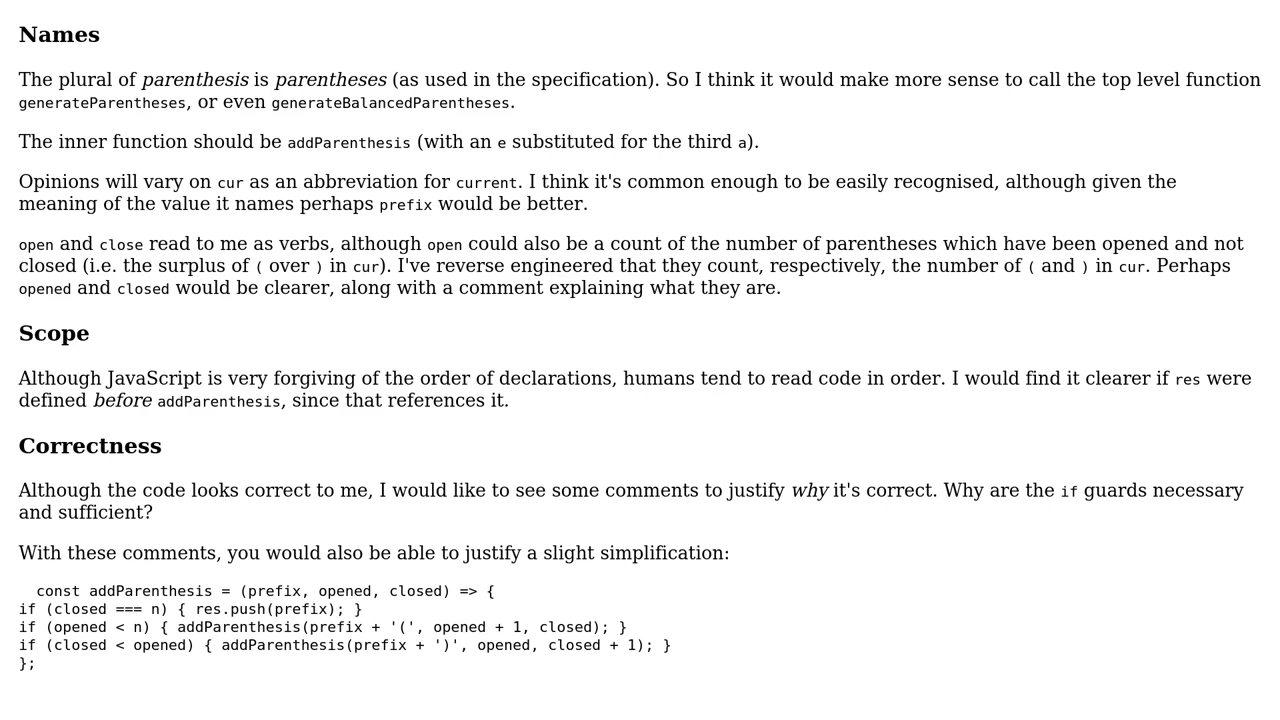 Names
The plural of parenthesis is parentheses (as used in the specification). So I think it would make more sense to call the top level function
generateParentheses, or even generateBalancedParentheses.
The inner function should be addParenthesis (with an e substituted for the third a).
Opinions will vary on cur as an abbreviation for current. I think it's common enough to be easily recognised, although given the
meaning of the value it names perhaps prefix would be better.
open and close read to me as verbs, although open could also be a count of the number of parentheses which have been opened and not
closed (i.e. the surplus of ( over ) in cur). I've reverse engineered that they count, respectively, the number of ( and ) in cur. Perhaps
opened and closed would be clearer, along with a comment explaining what they are.
Scope
Although JavaScript is very forgiving of the order of declarations, humans tend to read code in order. I would find it clearer if res were
defined before addParenthesis, since that references it.
Correctness
Although the code looks correct to me, I would like to see some comments to justify why it's correct. Why are the if guards necessary
and sufficient?
With these comments, you would also be able to justify a slight simplification:
  const addParenthesis = (prefix, opened, closed) => {
if (closed === n) { res.push(prefix); }
if (opened < n) { addParenthesis(prefix + '(', opened + 1, closed); }
if (closed < opened) { addParenthesis(prefix + ')', opened, closed + 1); }
};